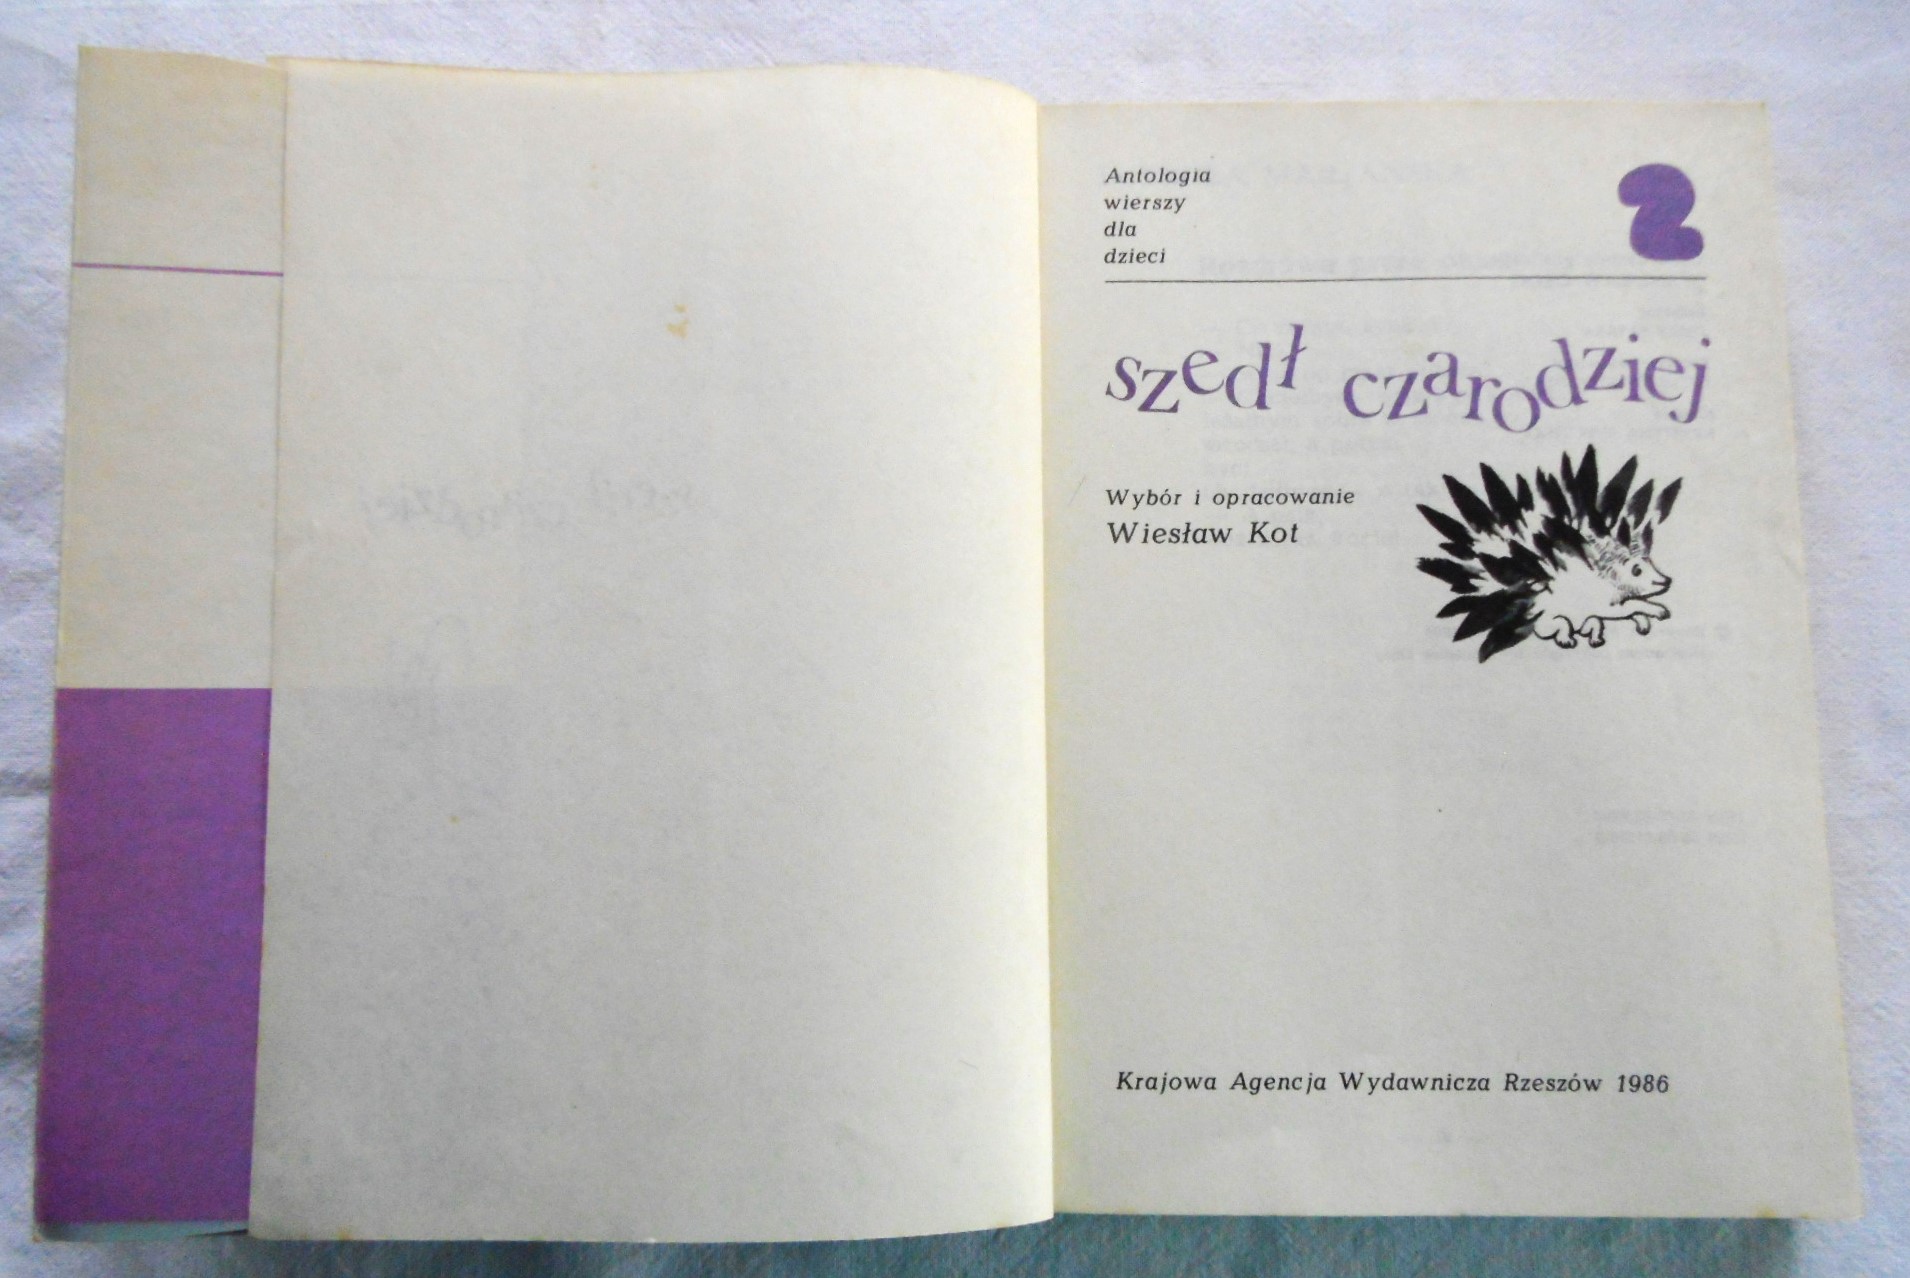 Antologia
wierszy
dla
dzieci
2
szedł czarodziej
Wybór i opracowanie
Wiesław Kot
Krajowa Agencja Wydawnicza Rzeszów 1986